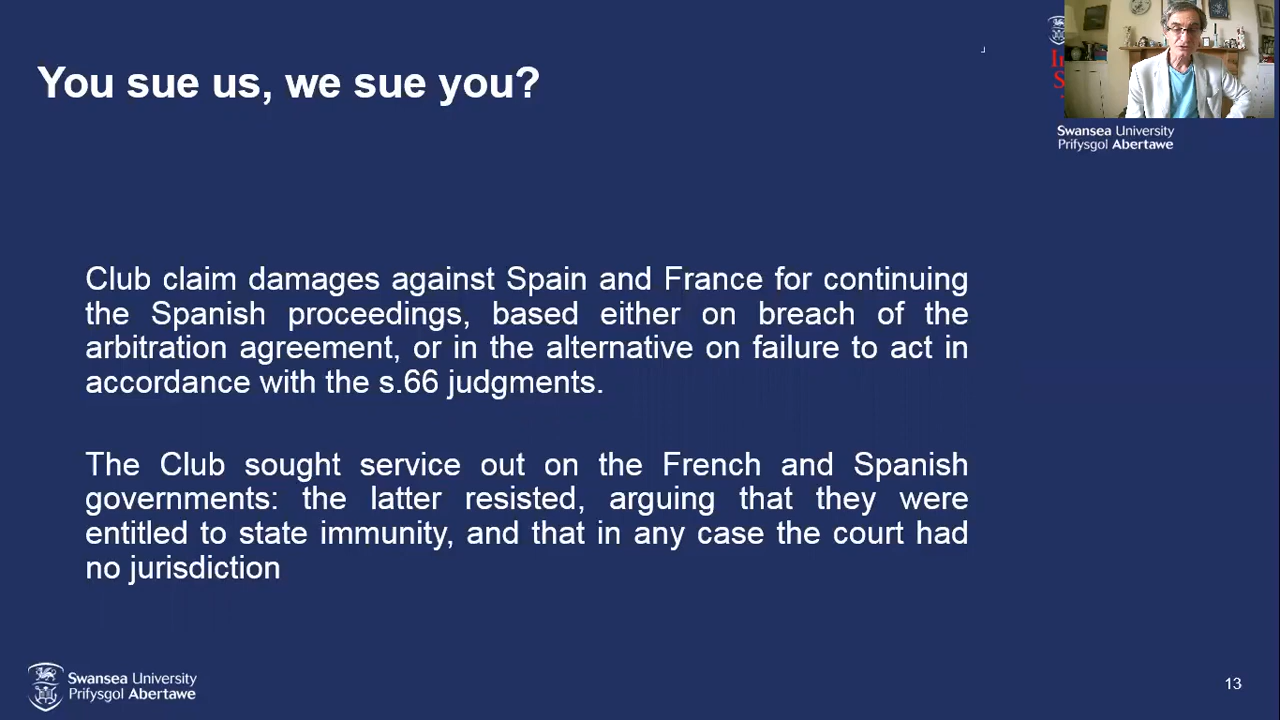 You sue us, we sue you?
Swansea University
Prifysgol Abertawe
Club claim damages against Spain and France for continuing
the Spanish proceedings, based either on breach of the
arbitration agreement, or in the alternative on failure to act in
accordance with the s.66 judgments.
The Club sought service out on the French and Spanish
governments: the latter resisted, arguing that they were
entitled to state immunity, and that in any case the court had
no jurisdiction
Swansea University
Prifysgol Abertawe
13